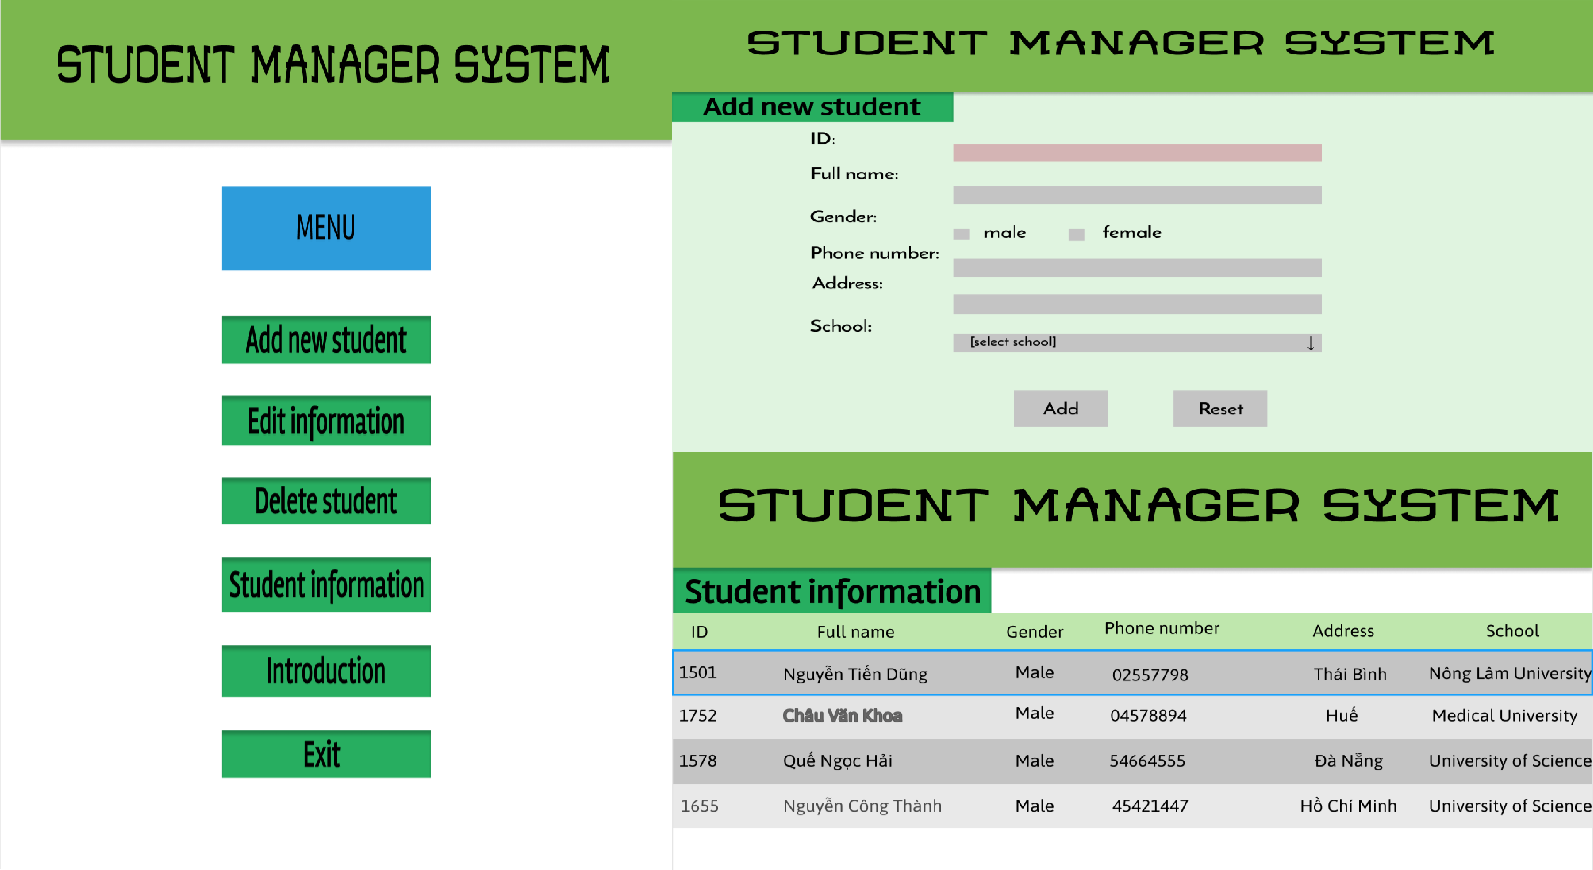 STUDENT MANAGER SYSTEM
MENU
Add new student
Edit information
Delete student
Student information
Introduction
Exit
STUDENT MANAGER SYSTEM
Add new student
ID:
Full name:
Gender:
male female
Phone number:
Address:
School:
[select school] ↓
Add Reset
STUDENT MANAGER SYSTEM
Student information
ID Full name Gender Phone number Address School
1501 Nguyễn Tiến Dũng Male 02557798 Thái Bình Nông Lâm University
1752 Châu Văn Khoa Male 04578894 Huế Medical University
1578 Quế Ngọc Hải Male 54664555 Đà Nẵng University of Science
1655 Nguyễn Công Thành Male 45421447 Hồ Chí Minh University of Science